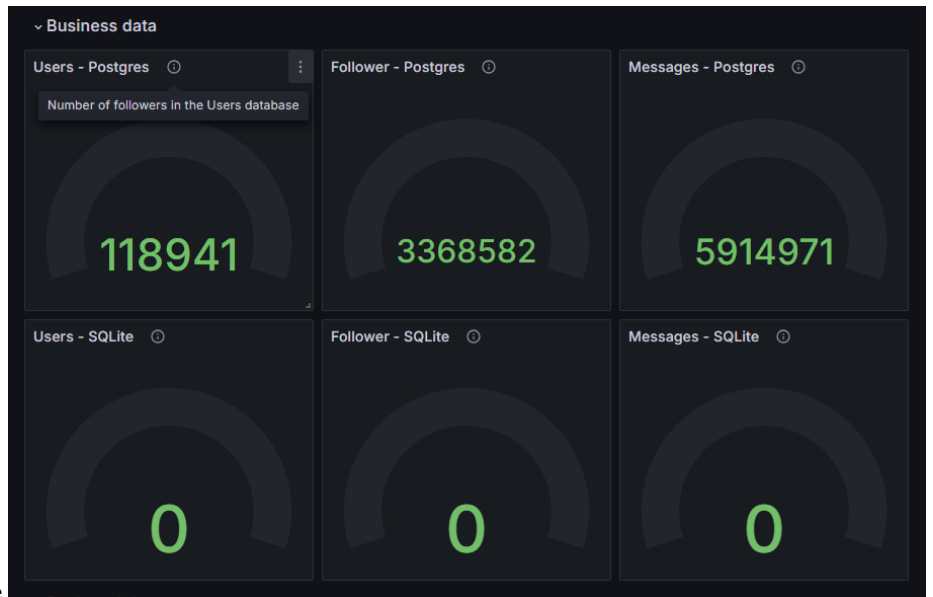 Business data
Users - Postgres
Follower - Postgres
Messages - Postgres
Number of followers in the Users database
118941
3368582
5914971
Users - SQLite
Follower - SQLite
Messages - SQLite
0
0
0